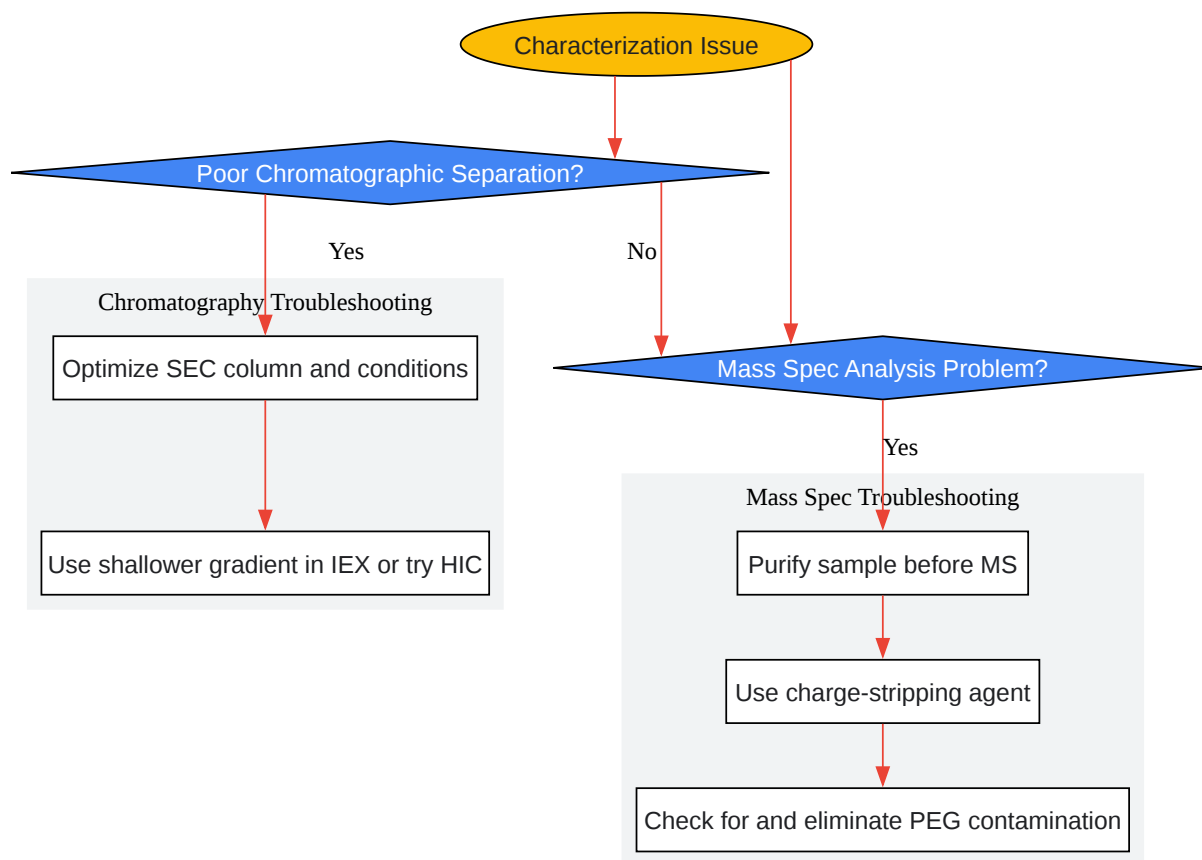 Characterization Issue
Poor Chromatographic Separation?
Yes
No
Chromatography Troubleshooting
Optimize SEC column and conditions
Use shallower gradient in IEX or try HIC
Mass Spec Analysis Problem?
Yes
Mass Spec Troubleshooting
Purify sample before MS
Use charge-stripping agent
Check for and eliminate PEG contamination